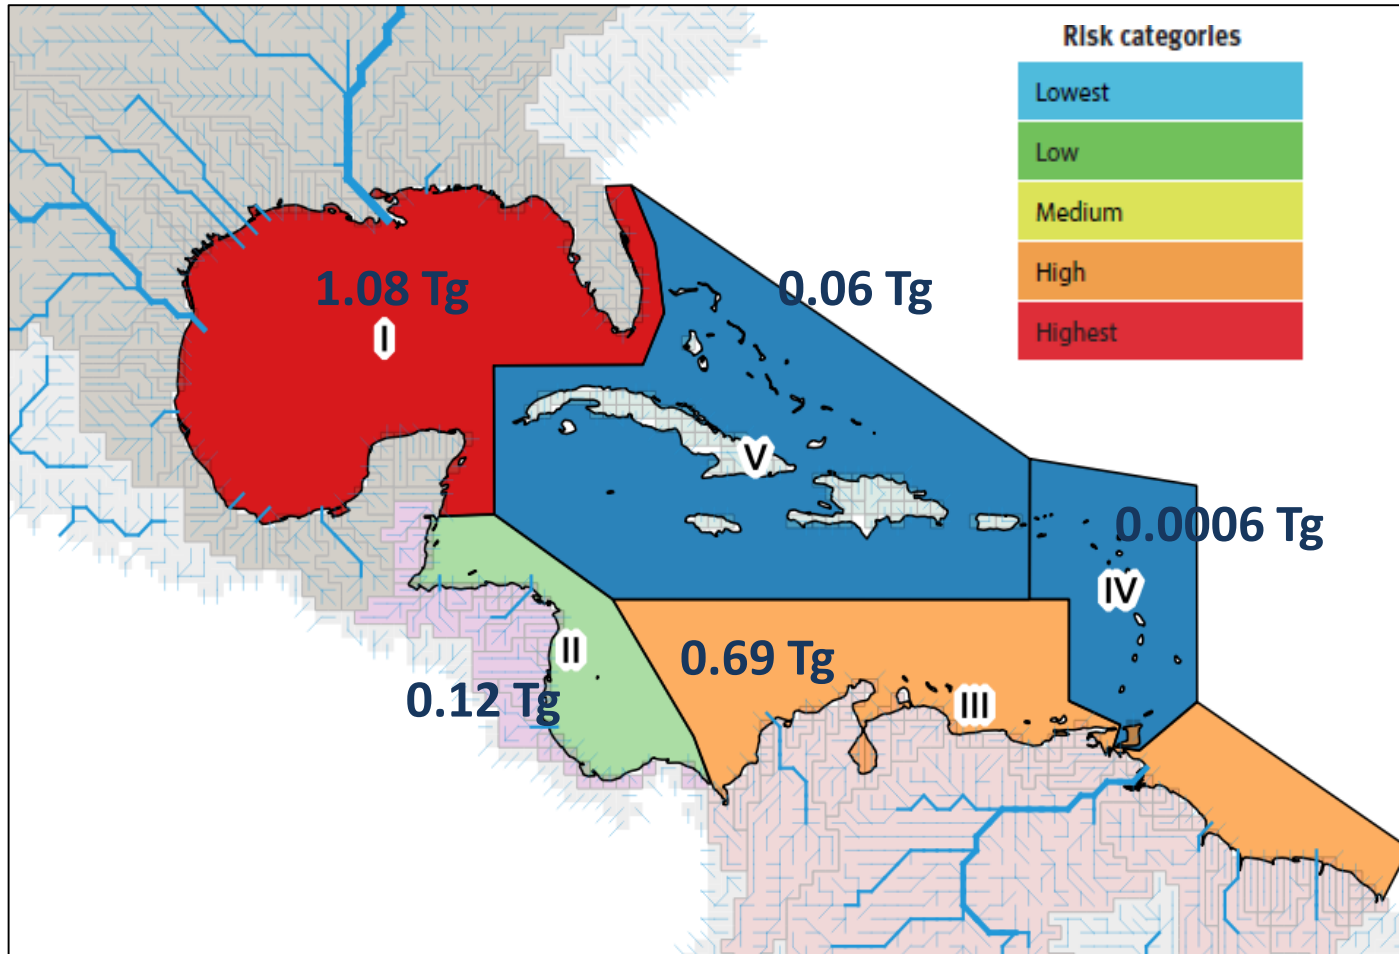 Risk categories
Lowest
Low
Medium
High
Highest
1.08 Tg
I
0.06 Tg
V
0.0006 Tg
IV
II
0.69 Tg
III
0.12 Tg